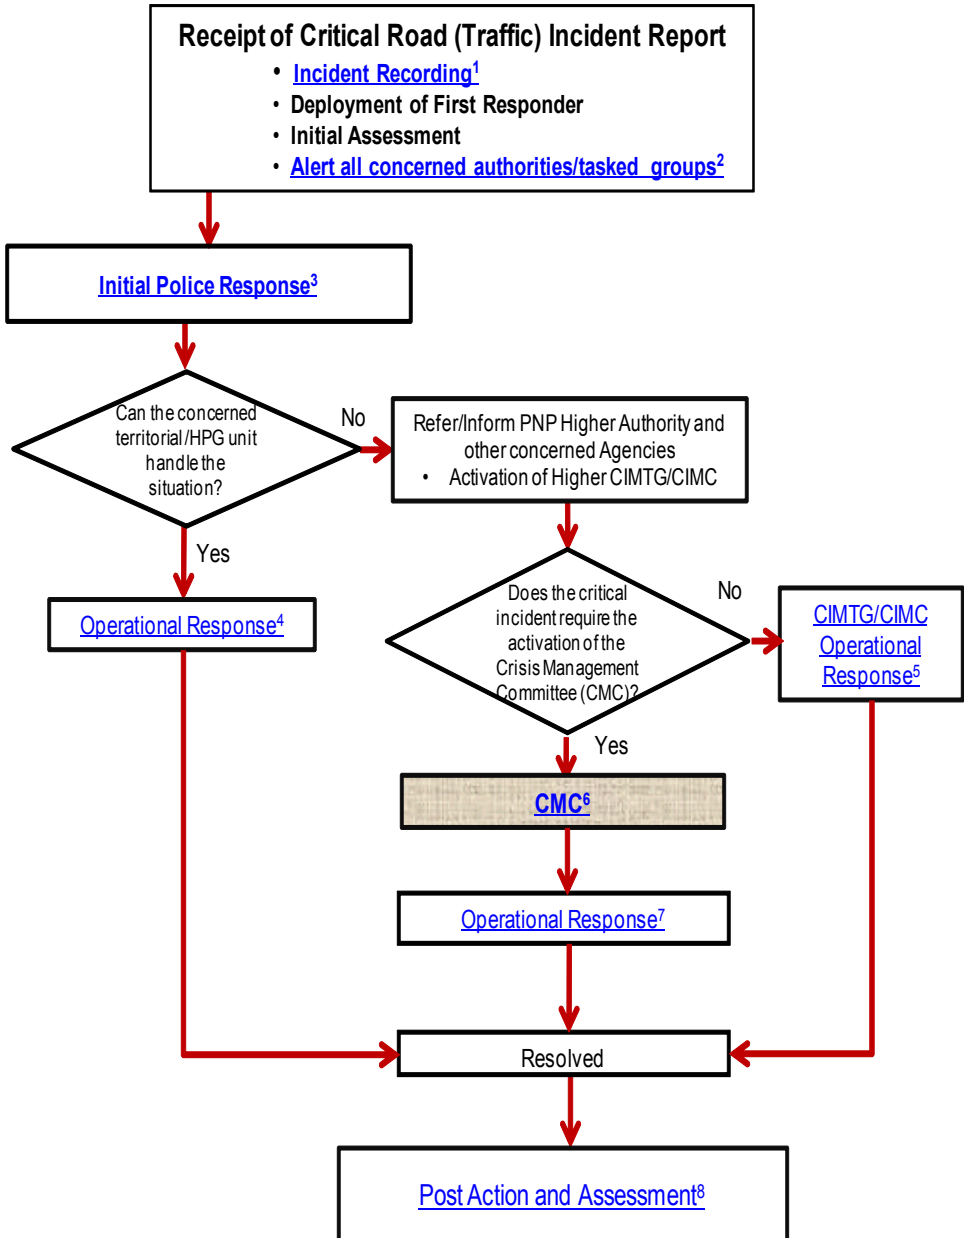 Receipt of Critical Road (Traffic) Incident Report
• Incident Recording¹
• Deployment of First Responder
• Initial Assessment
• Alert all concerned authorities/tasked groups²
Initial Police Response³
Can the concerned
territorial/HPG unit
handle the
situation?
No
Refer/Inform PNP Higher Authority and
other concerned Agencies
• Activation of Higher CIMTG/CIMC
Yes
Operational Response⁴
Does the critical
incident require the
activation of the
Crisis Management
Committee (CMC)?
No
CIMTG/CIMC
Operational
Response⁵
Yes
CMC⁶
Operational Response⁷
Resolved
Post Action and Assessment⁸